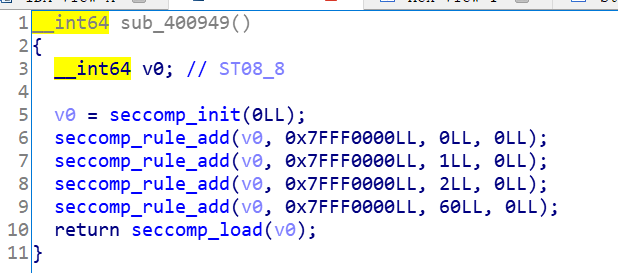 1 __int64 sub_400949()
2 {
3 __int64 v0; // ST08_8
4
5 v0 = seccomp_init(0LL);
6 seccomp_rule_add(v0, 0x7FFF0000LL, 0LL, 0LL);
7 seccomp_rule_add(v0, 0x7FFF0000LL, 1LL, 0LL);
8 seccomp_rule_add(v0, 0x7FFF0000LL, 2LL, 0LL);
9 seccomp_rule_add(v0, 0x7FFF0000LL, 60LL, 0LL);
10 return seccomp_load(v0);
11 }